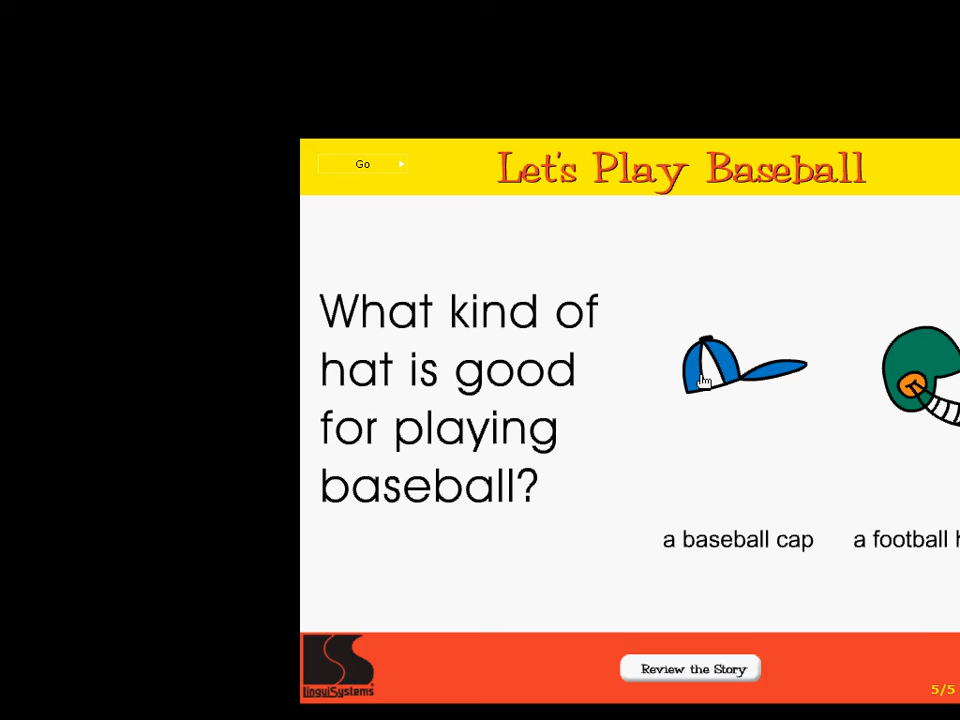 Go
Let's Play Baseball
What kind of
hat is good
for playing
baseball?
a baseball cap
a football
LinguiSystems
Review the Story
5/5